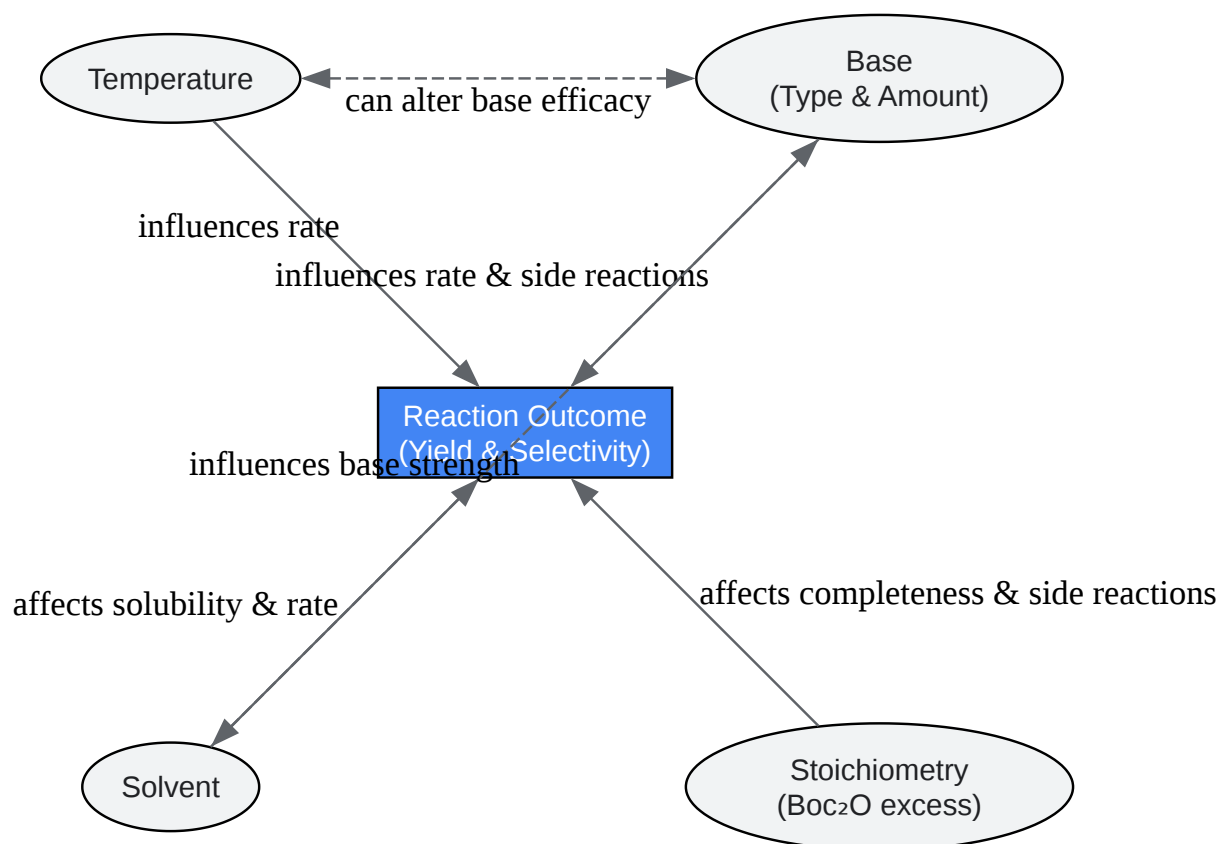 Temperature
Base
(Type & Amount)
can alter base efficacy
influences rate
influences rate & side reactions
Reaction Outcome
(Yield & Selectivity)
influences base strength
affects solubility & rate
affects completeness & side reactions
Solvent
Stoichiometry
(Boc₂O excess)